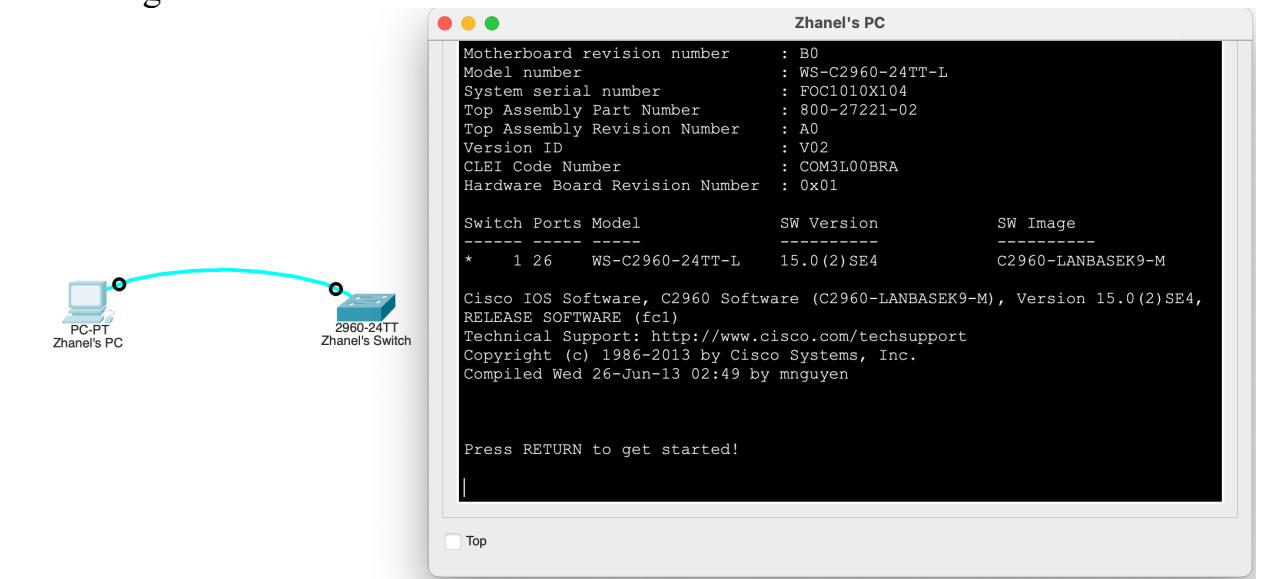 PC-PT
Zhanel's PC
2960-24TT
Zhanel's Switch
Zhanel's PC
Motherboard revision number : B0
Model number : WS-C2960-24TT-L
System serial number : FOC1010X104
Top Assembly Part Number : 800-27221-02
Top Assembly Revision Number : A0
Version ID : V02
CLEI Code Number : COM3L00BRA
Hardware Board Revision Number : 0x01
Switch Ports Model SW Version SW Image
------ ----- ----- ---------- ----------
* 1 26 WS-C2960-24TT-L 15.0(2)SE4 C2960-LANBASEK9-M
Cisco IOS Software, C2960 Software (C2960-LANBASEK9-M), Version 15.0(2)SE4,
RELEASE SOFTWARE (fc1)
Technical Support: http://www.cisco.com/techsupport
Copyright (c) 1986-2013 by Cisco Systems, Inc.
Compiled Wed 26-Jun-13 02:49 by mnguyen
Press RETURN to get started!
Top